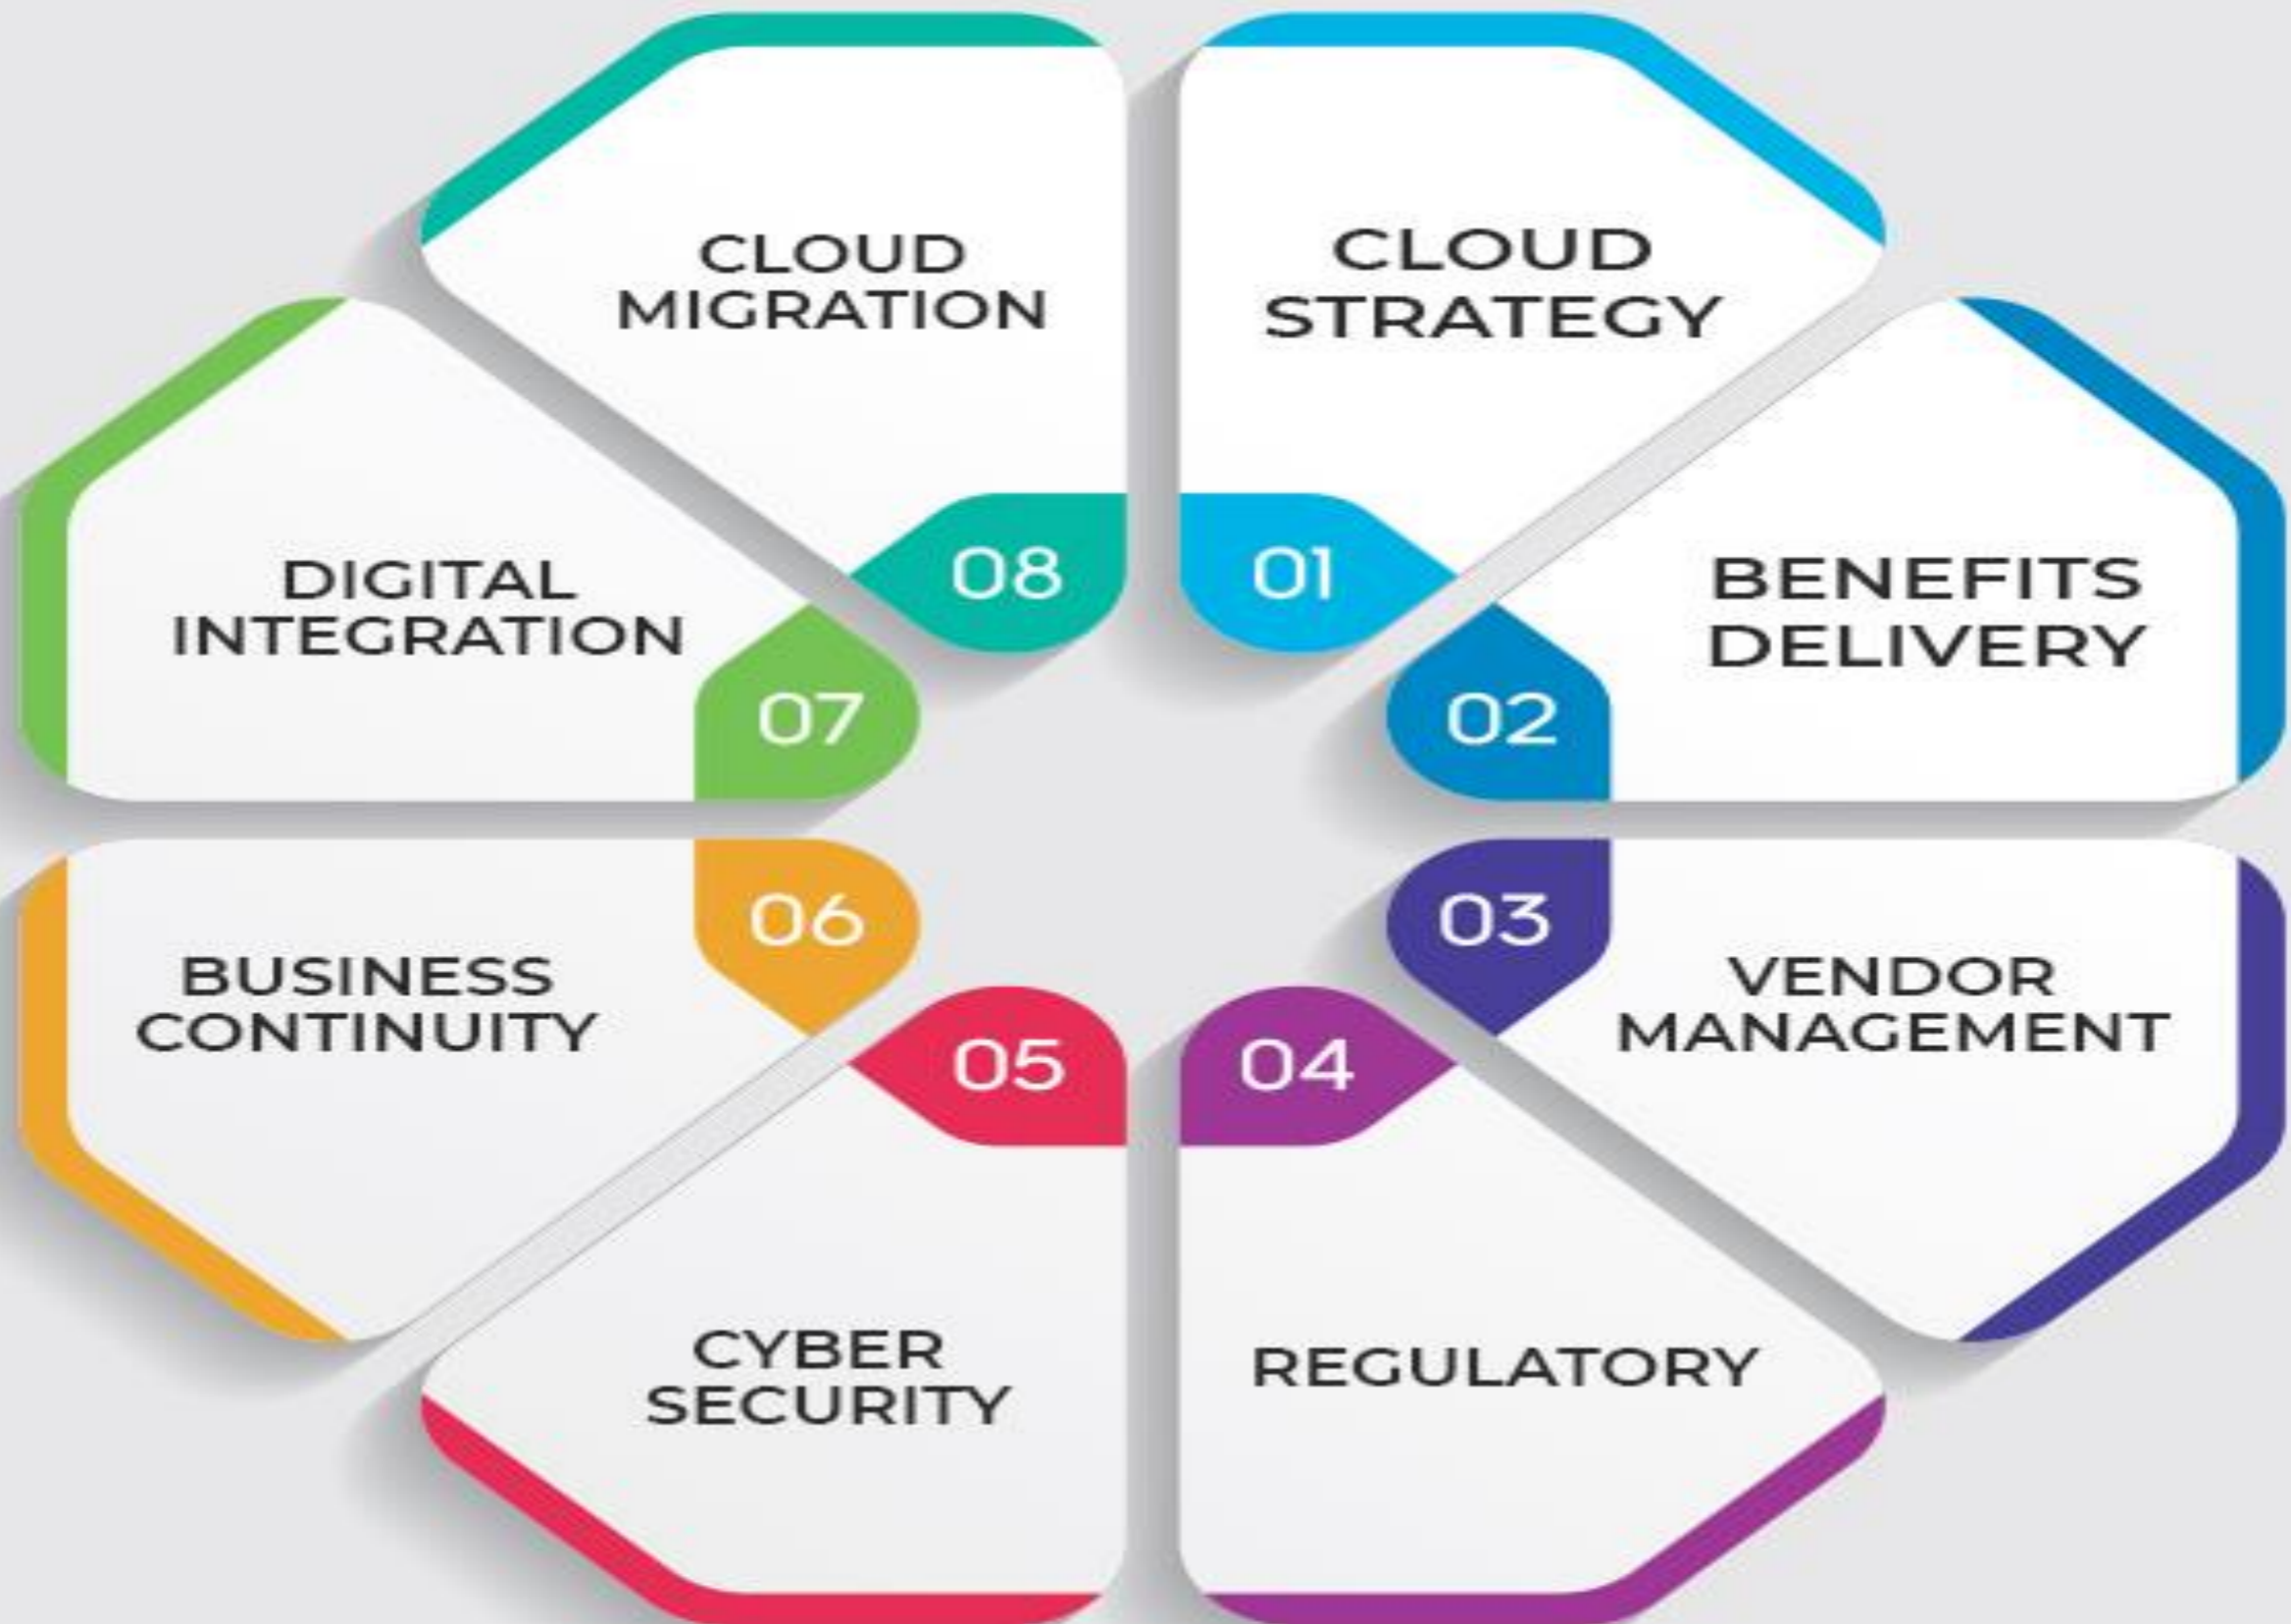 CLOUD
STRATEGY
01
BENEFITS
DELIVERY
02
VENDOR
MANAGEMENT
03
REGULATORY
04
CYBER
SECURITY
05
BUSINESS
CONTINUITY
06
DIGITAL
INTEGRATION
07
CLOUD
MIGRATION
08